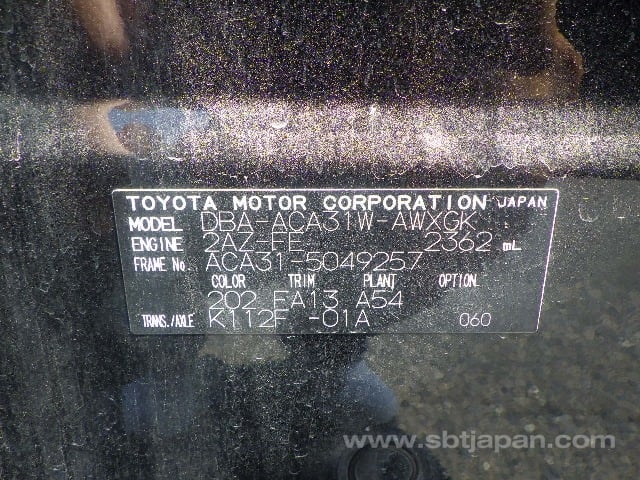 TOYOTA MOTOR CORPORATION JAPAN
MODEL DBA-ACA31W-AWXGK
ENGINE 2AZ-FE 2362 mL
FRAME No. ACA31-5049257
COLOR TRIM PLANT OPTION
202 FA13 A54
TRANS./AXLE K112F -01A 060
www.sbtjapan.com